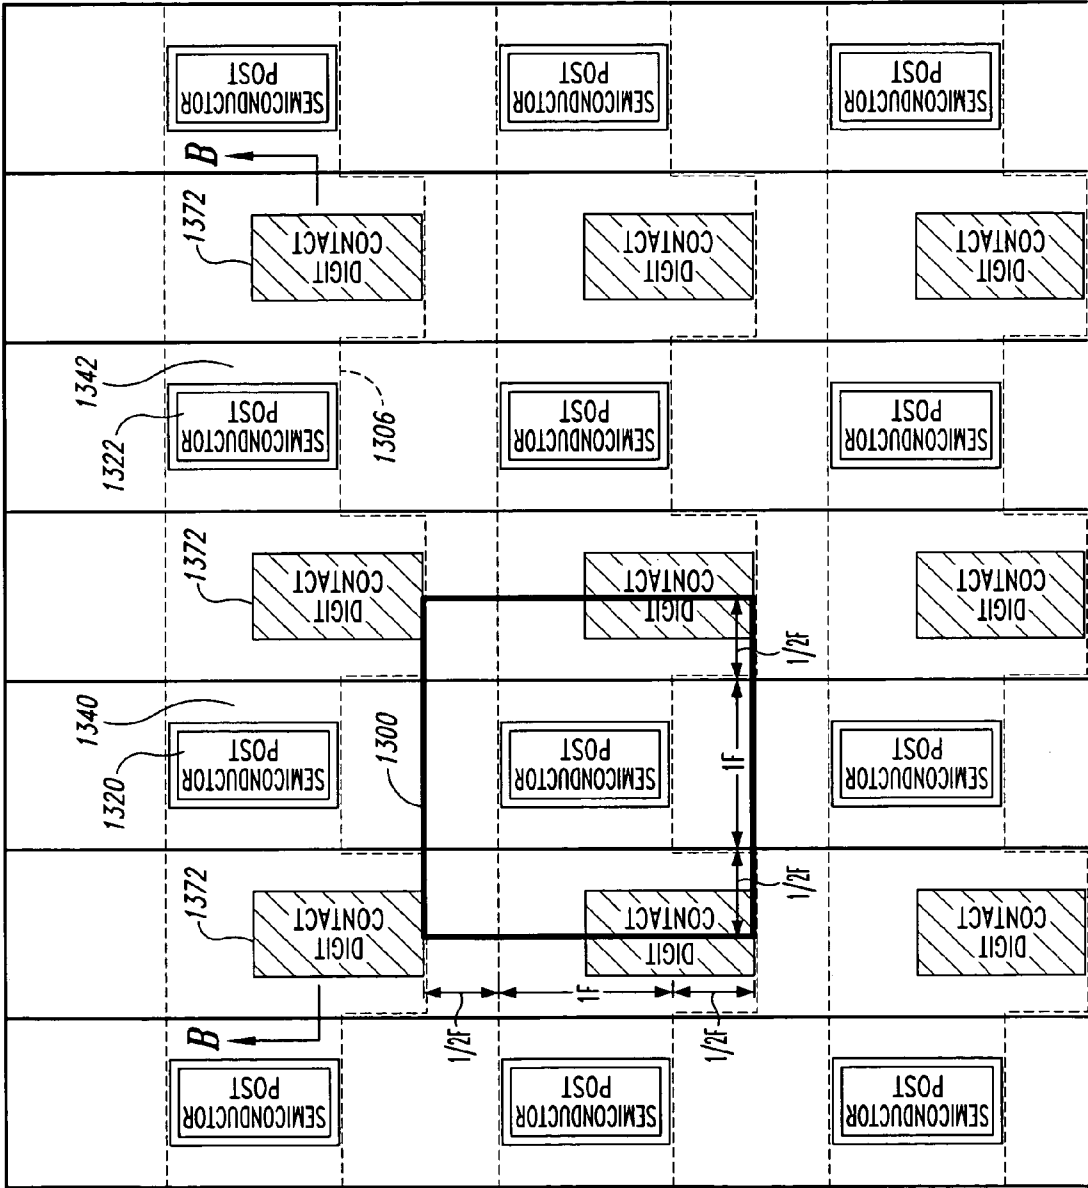 SEMICONDUCTOR
POST
SEMICONDUCTOR
POST
SEMICONDUCTOR
POST
B
1372
DIGIT
CONTACT
DIGIT
CONTACT
DIGIT
CONTACT
1342
1322
SEMICONDUCTOR
POST
1306
SEMICONDUCTOR
POST
SEMICONDUCTOR
POST
1372
DIGIT
CONTACT
DIGIT
CONTACT
DIGIT
CONTACT
1/2F
1340
1320
SEMICONDUCTOR
POST
1300
SEMICONDUCTOR
POST
1F
SEMICONDUCTOR
POST
1372
DIGIT
CONTACT
DIGIT
CONTACT
1/2F
DIGIT
CONTACT
B
1/2F
1F
1/2F
SEMICONDUCTOR
POST
SEMICONDUCTOR
POST
SEMICONDUCTOR
POST